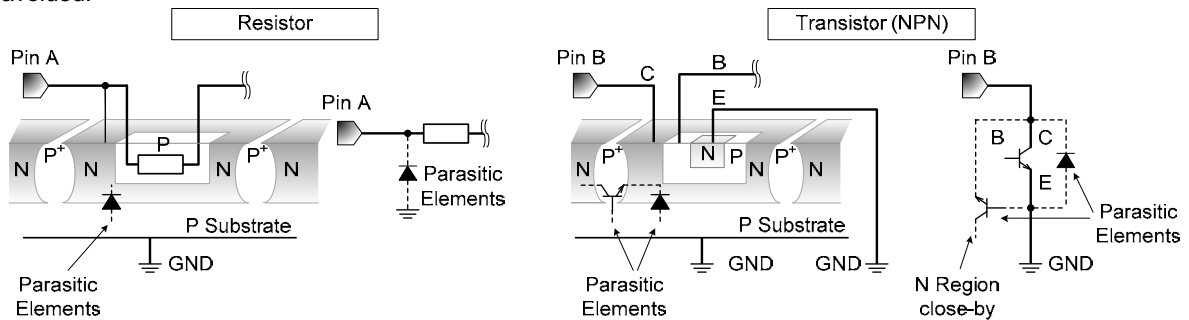 Resistor
Transistor (NPN)
Pin A
Pin B
C
B
E
Pin B
Pin A
N
P+
N
P
P+
N
Parasitic
Elements
P Substrate
GND
Parasitic
Elements
N
P+
N
N
P
P+
N
P Substrate
GND
GND
Parasitic
Elements
B
C
E
Parasitic
Elements
GND
N Region
close-by